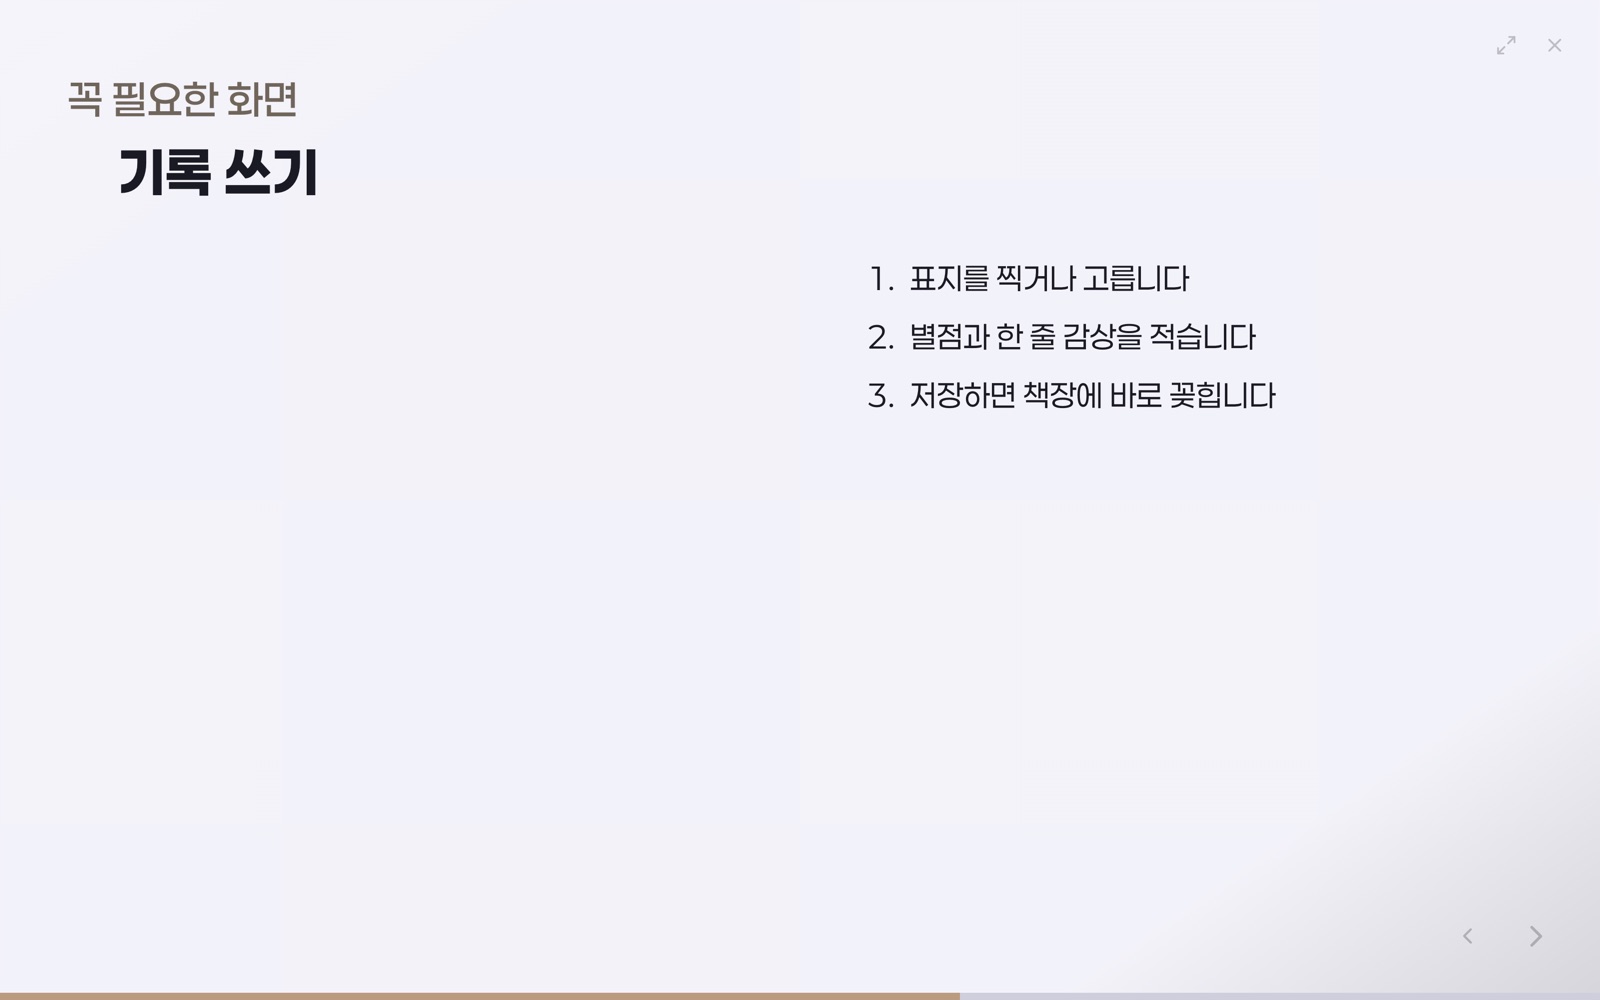 꼭 필요한 화면
기록 쓰기
1. 표지를 찍거나 고릅니다
2. 별점과 한 줄 감상을 적습니다
3. 저장하면 책장에 바로 꽂힙니다